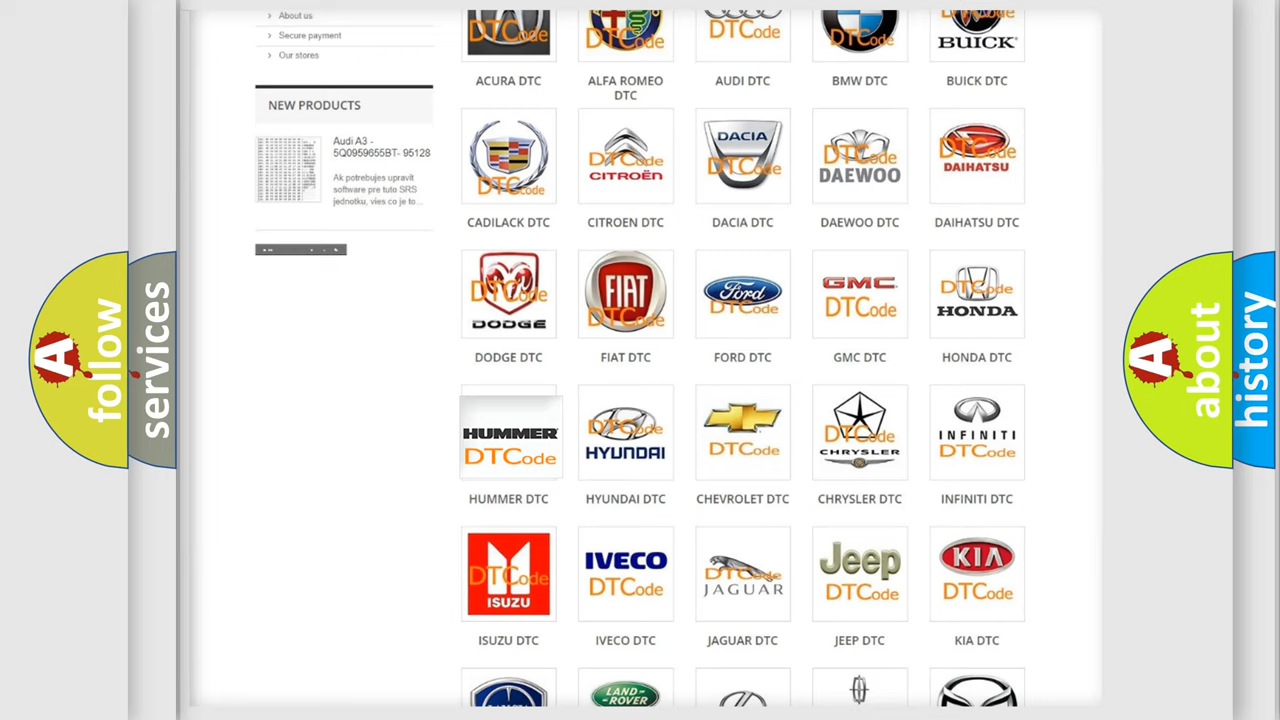 About us
Secure payment
Our stores
NEW PRODUCTS
Audi A3 -
5Q0959655BT- 95128
Ak potrebujes upravit
software pre tuto SRS
jednotku, vies co je to...
follow
services
about
history
DTCode
DTCode
DTCode
DTCode
BUICK
ACURA DTC
ALFA ROMEO
DTC
AUDI DTC
BMW DTC
BUICK DTC
DTCode
DTCode
CITROËN
DACIA
DTCode
DTCode
DAEWOO
DTCode
DAIHATSU
CADILACK DTC
CITROEN DTC
DACIA DTC
DAEWOO DTC
DAIHATSU DTC
DTCode
DODGE
FIAT
DTCode
Ford
DTCode
GMC
DTCode
DTCode
HONDA
DODGE DTC
FIAT DTC
FORD DTC
GMC DTC
HONDA DTC
HUMMER
DTCode
DTCode
HYUNDAI
DTCode
DTCode
CHRYSLER
INFINITI
DTCode
HUMMER DTC
HYUNDAI DTC
CHEVROLET DTC
CHRYSLER DTC
INFINITI DTC
DTCode
ISUZU
IVECO
DTCode
DTCode
JAGUAR
Jeep
DTCode
KIA
DTCode
ISUZU DTC
IVECO DTC
JAGUAR DTC
JEEP DTC
KIA DTC
LAND-
ROVER